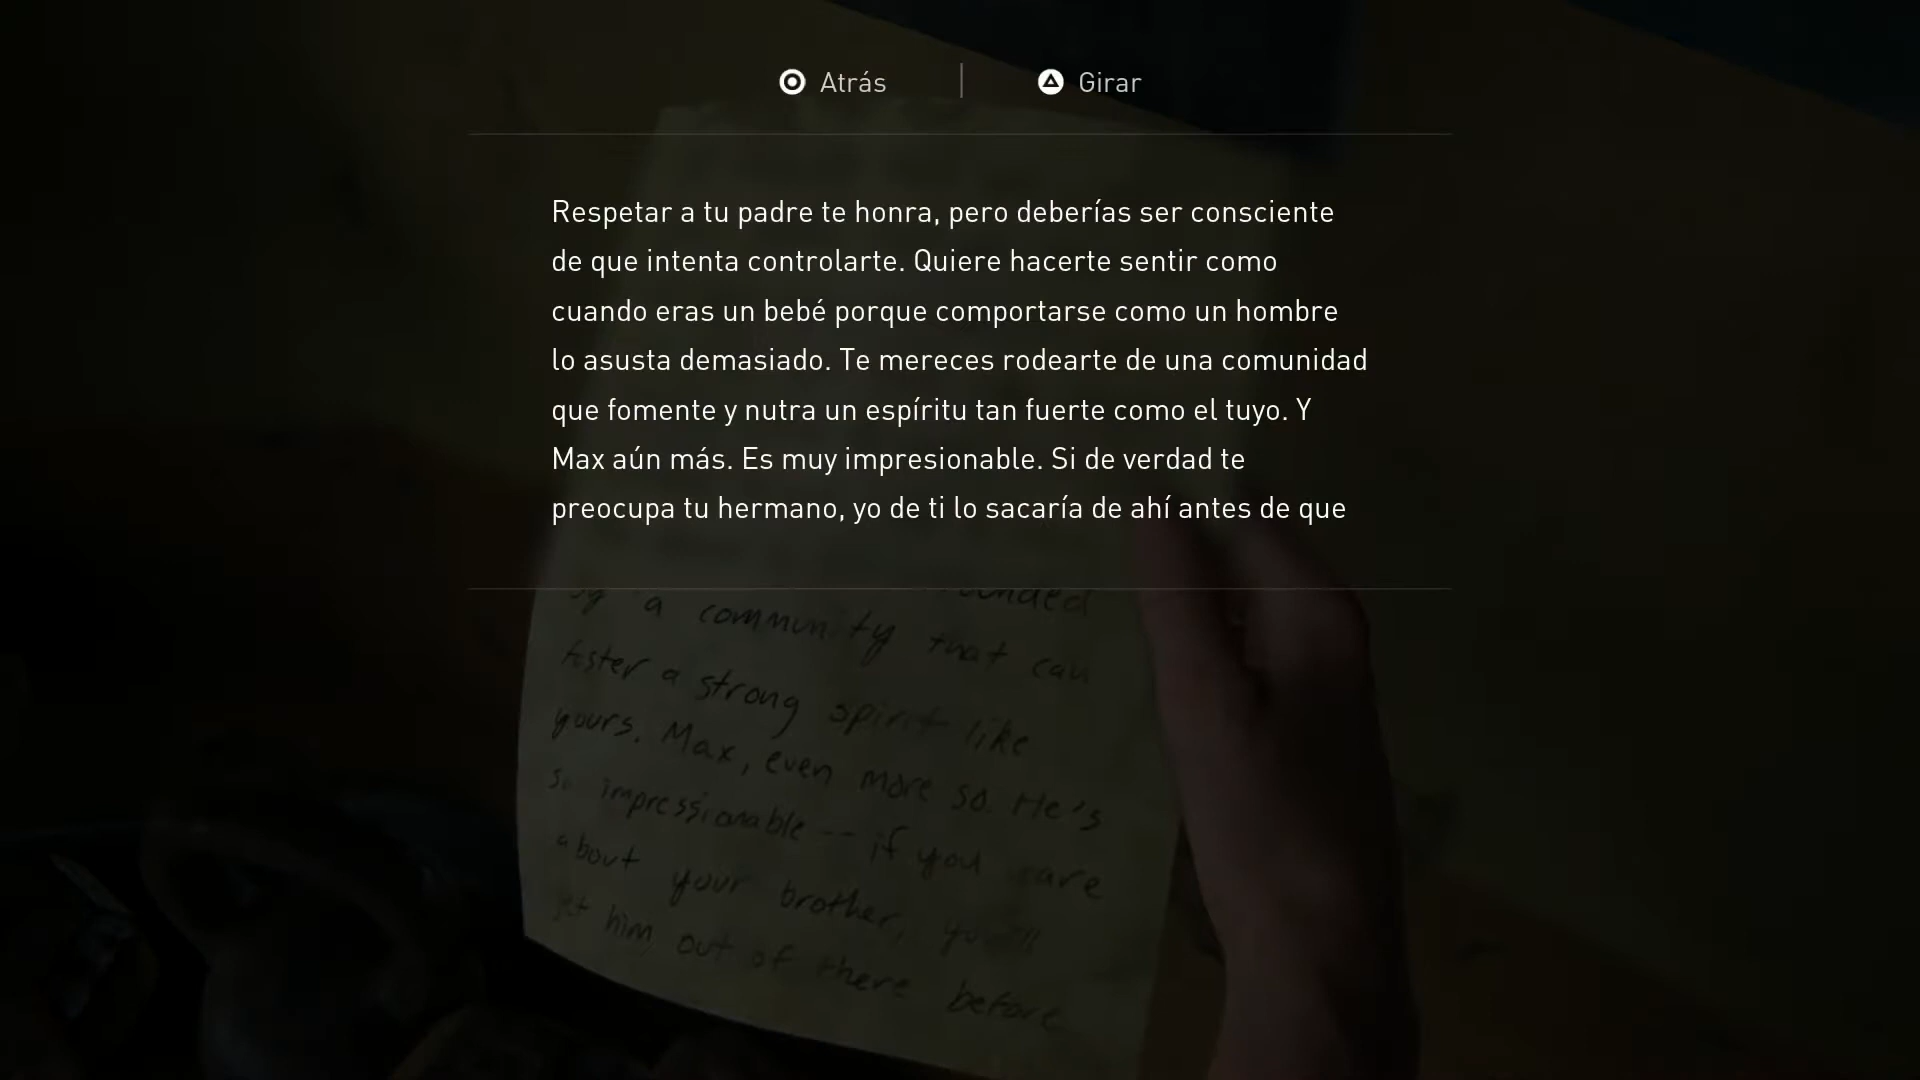 Atrás | Girar
Respetar a tu padre te honra, pero deberías ser consciente
de que intenta controlarte. Quiere hacerte sentir como
cuando eras un bebé porque comportarse como un hombre
lo asusta demasiado. Te mereces rodearte de una comunidad
que fomente y nutra un espíritu tan fuerte como el tuyo. Y
Max aún más. Es muy impresionable. Si de verdad te
preocupa tu hermano, yo de ti lo sacaría de ahí antes de que
by a community that can
foster a strong spirit like
yours. Max, even more so. He's
so impressionable -- if you care
about your brother, you'll
get him out of there before